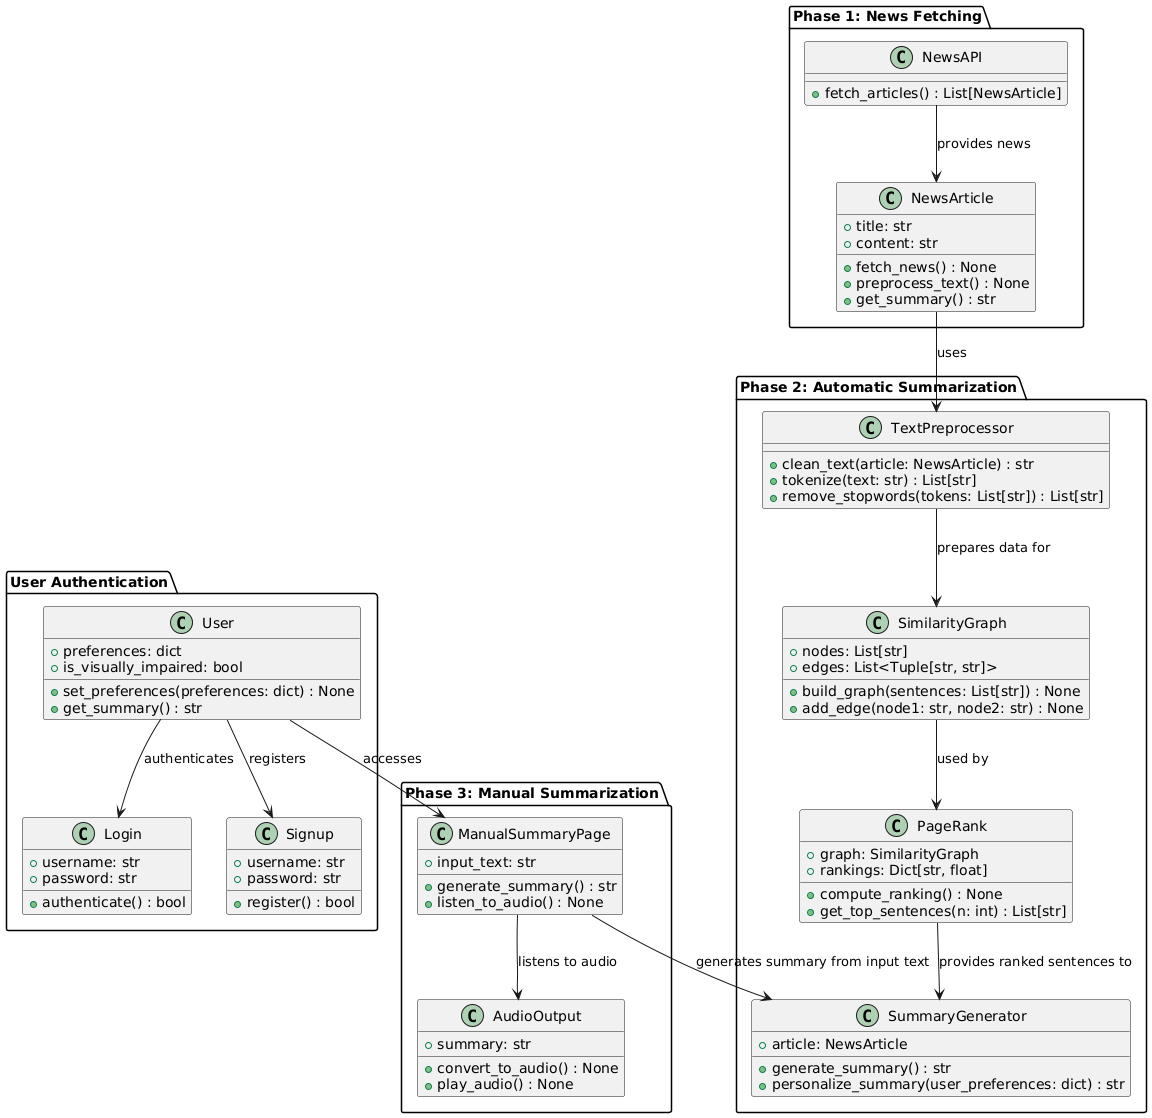 Phase 1: News Fetching
C NewsAPI
fetch_articles() : List[NewsArticle]
provides news
C NewsArticle
title: str
content: str
fetch_news() : None
preprocess_text() : None
get_summary() : str
uses
Phase 2: Automatic Summarization
C TextPreprocessor
clean_text(article: NewsArticle) : str
tokenize(text: str) : List[str]
remove_stopwords(tokens: List[str]) : List[str]
prepares data for
C SimilarityGraph
nodes: List[str]
edges: List<Tuple[str, str]>
build_graph(sentences: List[str]) : None
add_edge(node1: str, node2: str) : None
used by
C PageRank
graph: SimilarityGraph
rankings: Dict[str, float]
compute_ranking() : None
get_top_sentences(n: int) : List[str]
provides ranked sentences to
C SummaryGenerator
article: NewsArticle
generate_summary() : str
personalize_summary(user_preferences: dict) : str
User Authentication
C User
preferences: dict
is_visually_impaired: bool
set_preferences(preferences: dict) : None
get_summary() : str
authenticates
registers
accesses
C Login
username: str
password: str
authenticate() : bool
C Signup
username: str
password: str
register() : bool
Phase 3: Manual Summarization
C ManualSummaryPage
input_text: str
generate_summary() : str
listen_to_audio() : None
listens to audio
generates summary from input text
C AudioOutput
summary: str
convert_to_audio() : None
play_audio() : None